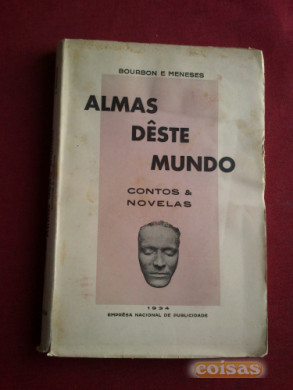 BOURBON E MENESES
ALMAS
DÊSTE
MUNDO
CONTOS &
NOVELAS
1934
EMPRÊSA NACIONAL DE PUBLICIDADE
coisas